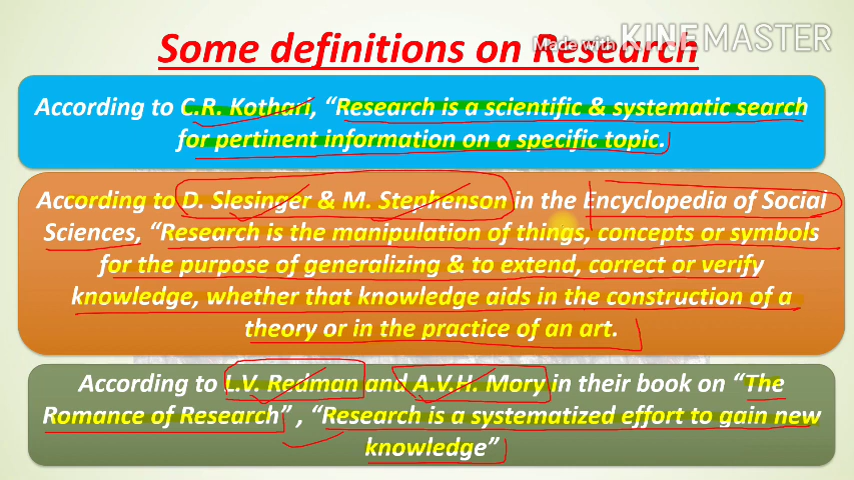 Some definitions on Research
Made with KINEMASTER
According to C.R. Kothari, “Research is a scientific & systematic search
for pertinent information on a specific topic.
According to D. Slesinger & M. Stephenson in the Encyclopedia of Social
Sciences, “Research is the manipulation of things, concepts or symbols
for the purpose of generalizing & to extend, correct or verify
knowledge, whether that knowledge aids in the construction of a
theory or in the practice of an art.
According to L.V. Redman and A.V.H. Mory in their book on “The
Romance of Research” , “Research is a systematized effort to gain new
knowledge”